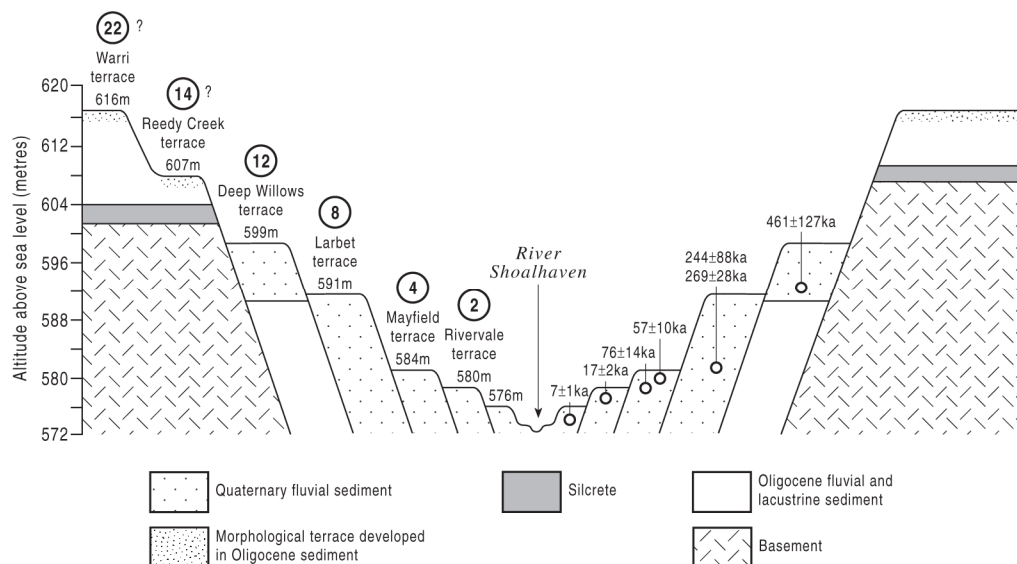 22 ?
Warri
terrace
616m
14 ?
Reedy Creek
terrace
607m
12
Deep Willows
terrace
599m
8
Larbet
terrace
591m
4
Mayfield
terrace
584m
2
Rivervale
terrace
580m
576m
River
Shoalhaven
7±1ka
17±2ka
76±14ka
57±10ka
244±88ka
269±28ka
461±127ka
Altitude above sea level (metres)
620
612
604
596
588
580
572
Quaternary fluvial sediment
Morphological terrace developed
in Oligocene sediment
Silcrete
Oligocene fluvial and
lacustrine sediment
Basement